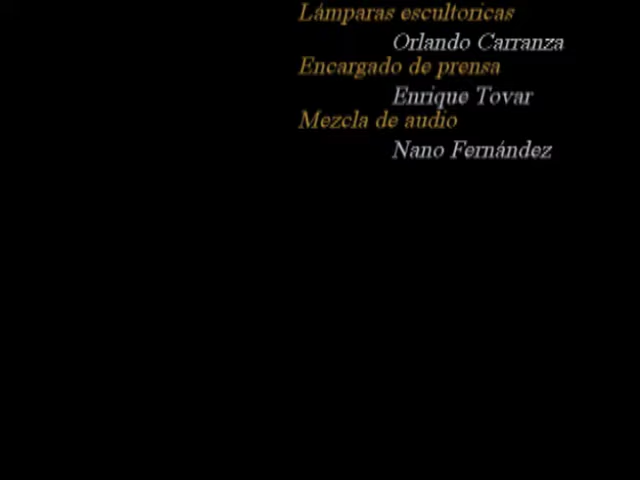 Lámparas escultoricas
Orlando Carranza
Encargado de prensa
Enrique Tovar
Mezcla de audio
Nano Fernández